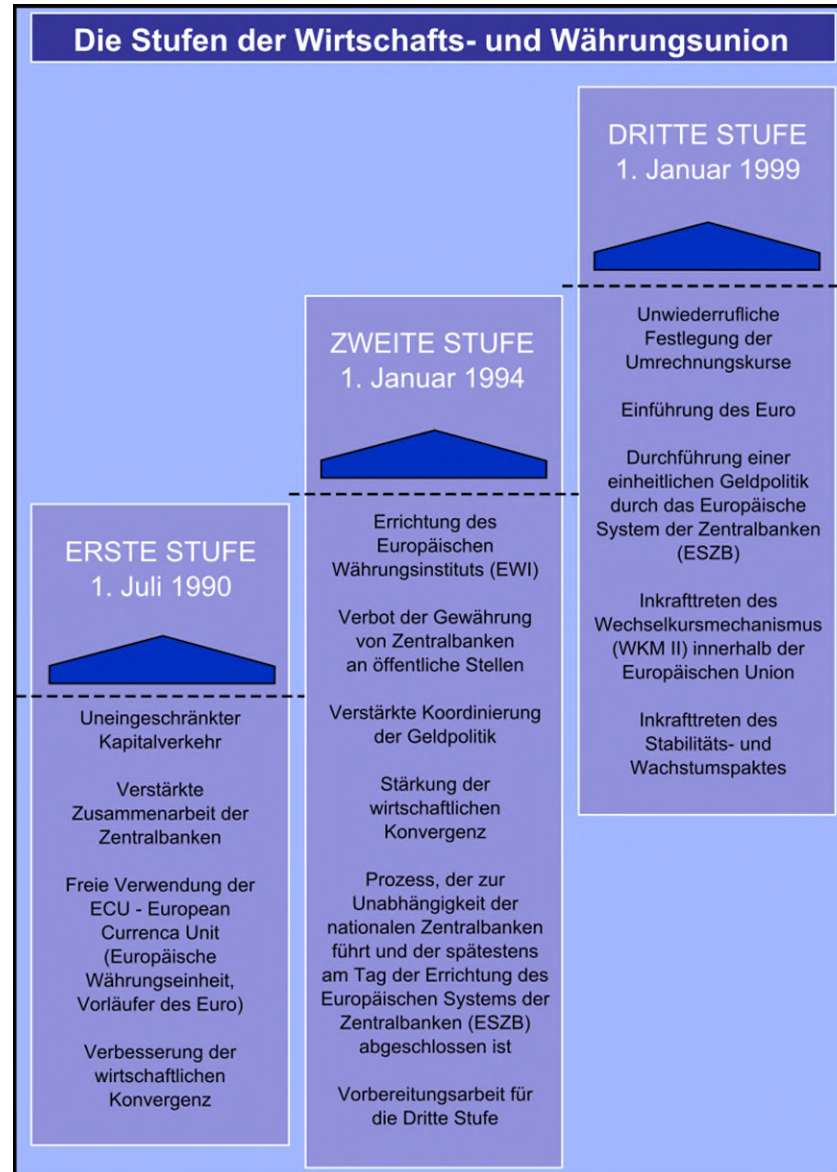 Die Stufen der Wirtschafts- und Währungsunion
ERSTE STUFE
1. Juli 1990
Uneingeschränkter
Kapitalverkehr
Verstärkte
Zusammenarbeit der
Zentralbanken
Freie Verwendung der
ECU - European
Currenca Unit
(Europäische
Währungseinheit,
Vorläufer des Euro)
Verbesserung der
wirtschaftlichen
Konvergenz
ZWEITE STUFE
1. Januar 1994
Errichtung des
Europäischen
Währungsinstituts (EWI)
Verbot der Gewährung
von Zentralbanken
an öffentliche Stellen
Verstärkte Koordinierung
der Geldpolitik
Stärkung der
wirtschaftlichen
Konvergenz
Prozess, der zur
Unabhängigkeit der
nationalen Zentralbanken
führt und der spätestens
am Tag der Errichtung des
Europäischen Systems der
Zentralbanken (ESZB)
abgeschlossen ist
Vorbereitungsarbeit für
die Dritte Stufe
DRITTE STUFE
1. Januar 1999
Unwiederrufliche
Festlegung der
Umrechnungskurse
Einführung des Euro
Durchführung einer
einheitlichen Geldpolitik
durch das Europäische
System der Zentralbanken
(ESZB)
Inkrafttreten des
Wechselkursmechanismus
(WKM II) innerhalb der
Europäischen Union
Inkrafttreten des
Stabilitäts- und
Wachstumspaktes